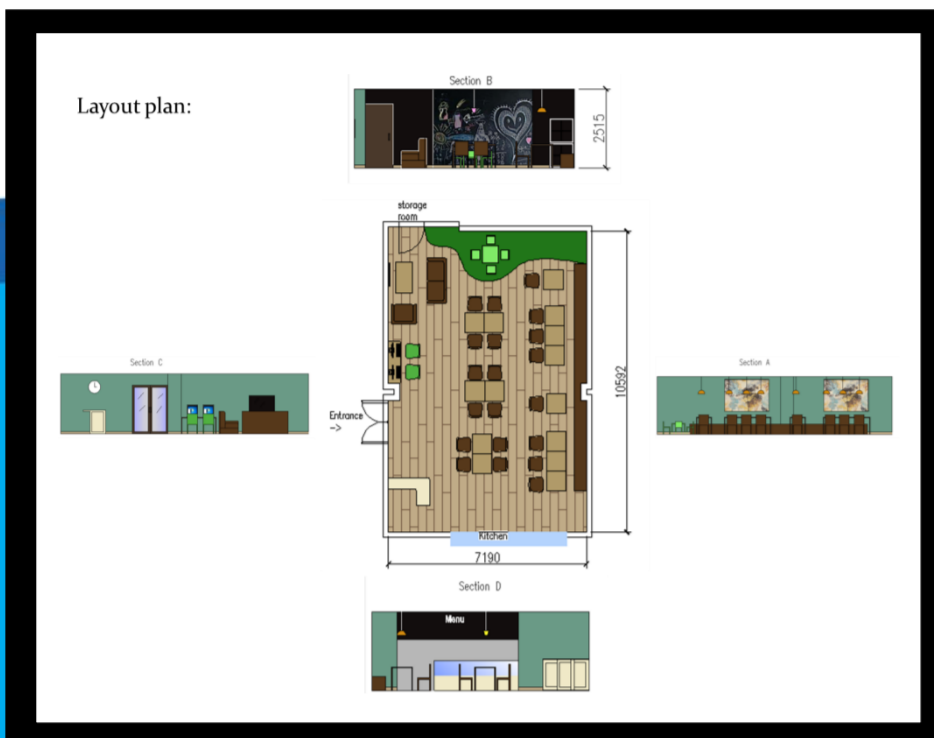 Section B
Layout plan:
2515
storage
room
Section C
Section A
10592
Entrance
->
Kitchen
7190
Section D
Menu